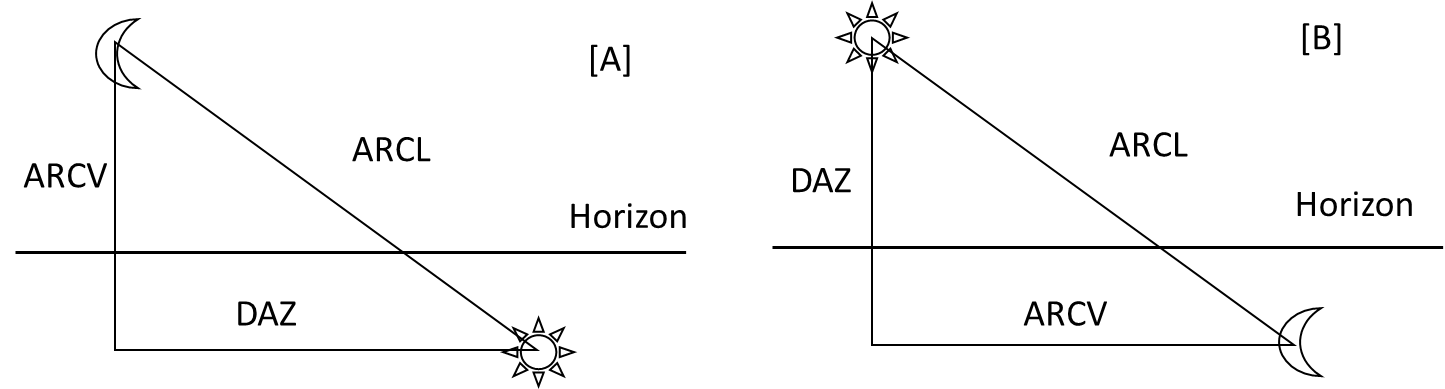 [A]
ARCL
ARCV
Horizon
DAZ
[B]
ARCL
DAZ
Horizon
ARCV